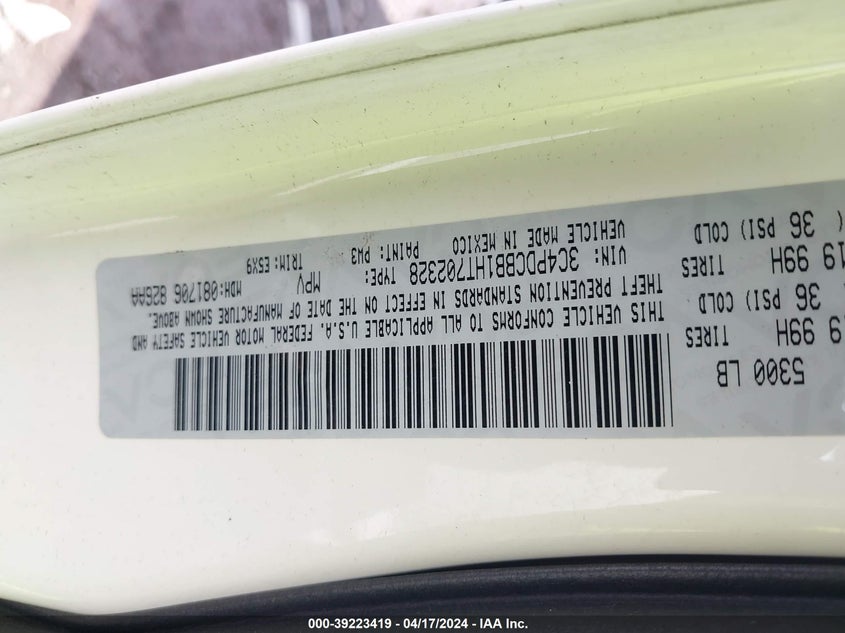 5300 LB
9 99H TIRES
36 PSI) COLD
19 99H TIRES
( 36 PSI) COLD
THIS VEHICLE CONFORMS TO ALL APPLICABLE U.S.A. FEDERAL MOTOR VEHICLE SAFETY AND
THEFT PREVENTION STANDARDS IN EFFECT ON THE DATE OF MANUFACTURE SHOWN ABOVE.
VIN: 3C4PDCBB1HT702328 TYPE: MPV MDH:081706 826AA
VEHICLE MADE IN MEXICO PAINT: PW3 TRIM: E5X9
000-39223419 - 04/17/2024 - IAA Inc.